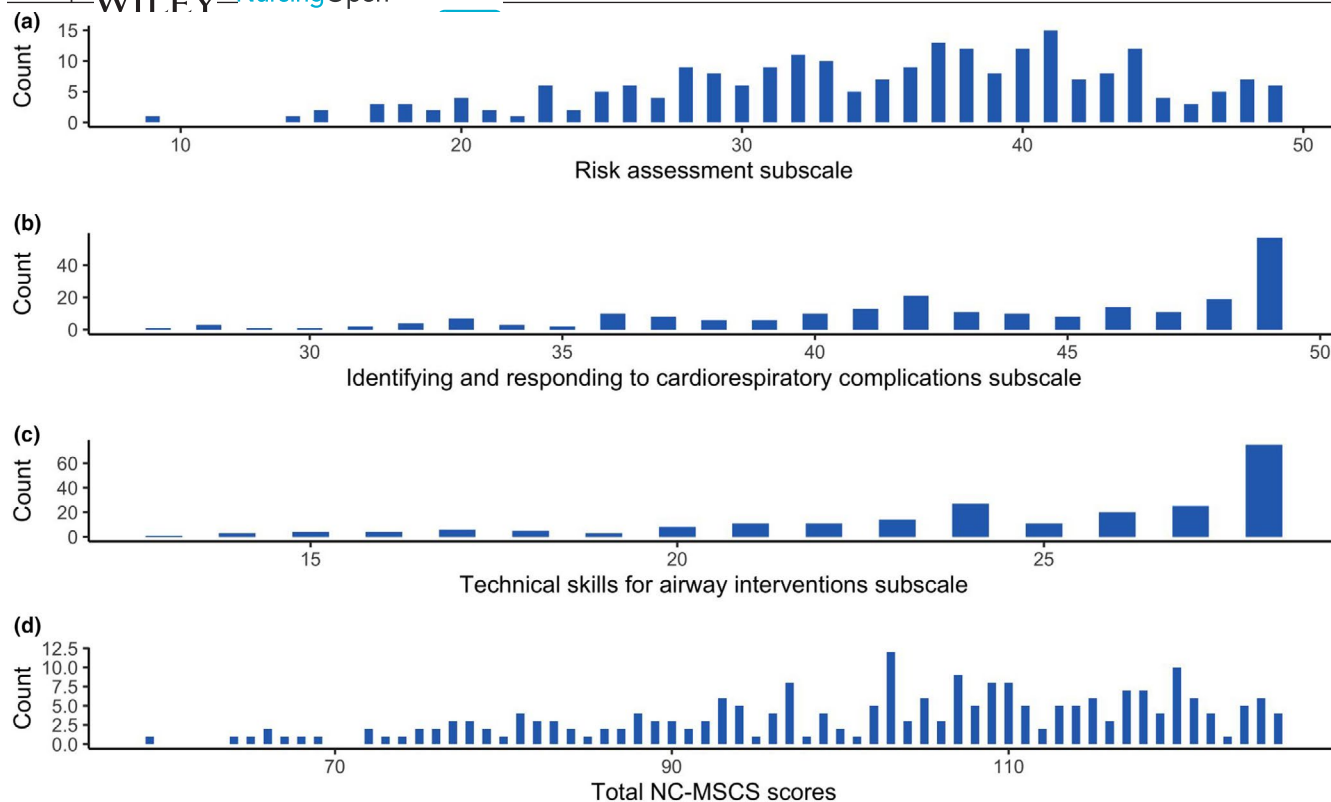 WILEY NursingOpen
(a)
Count
15
10
5
0
10 20 30 40 50
Risk assessment subscale
(b)
Count
40
20
0
30 35 40 45 50
Identifying and responding to cardiorespiratory complications subscale
(c)
Count
60
40
20
0
15 20 25
Technical skills for airway interventions subscale
(d)
Count
12.5
10.0
7.5
5.0
2.5
0.0
70 90 110
Total NC-MSCS scores